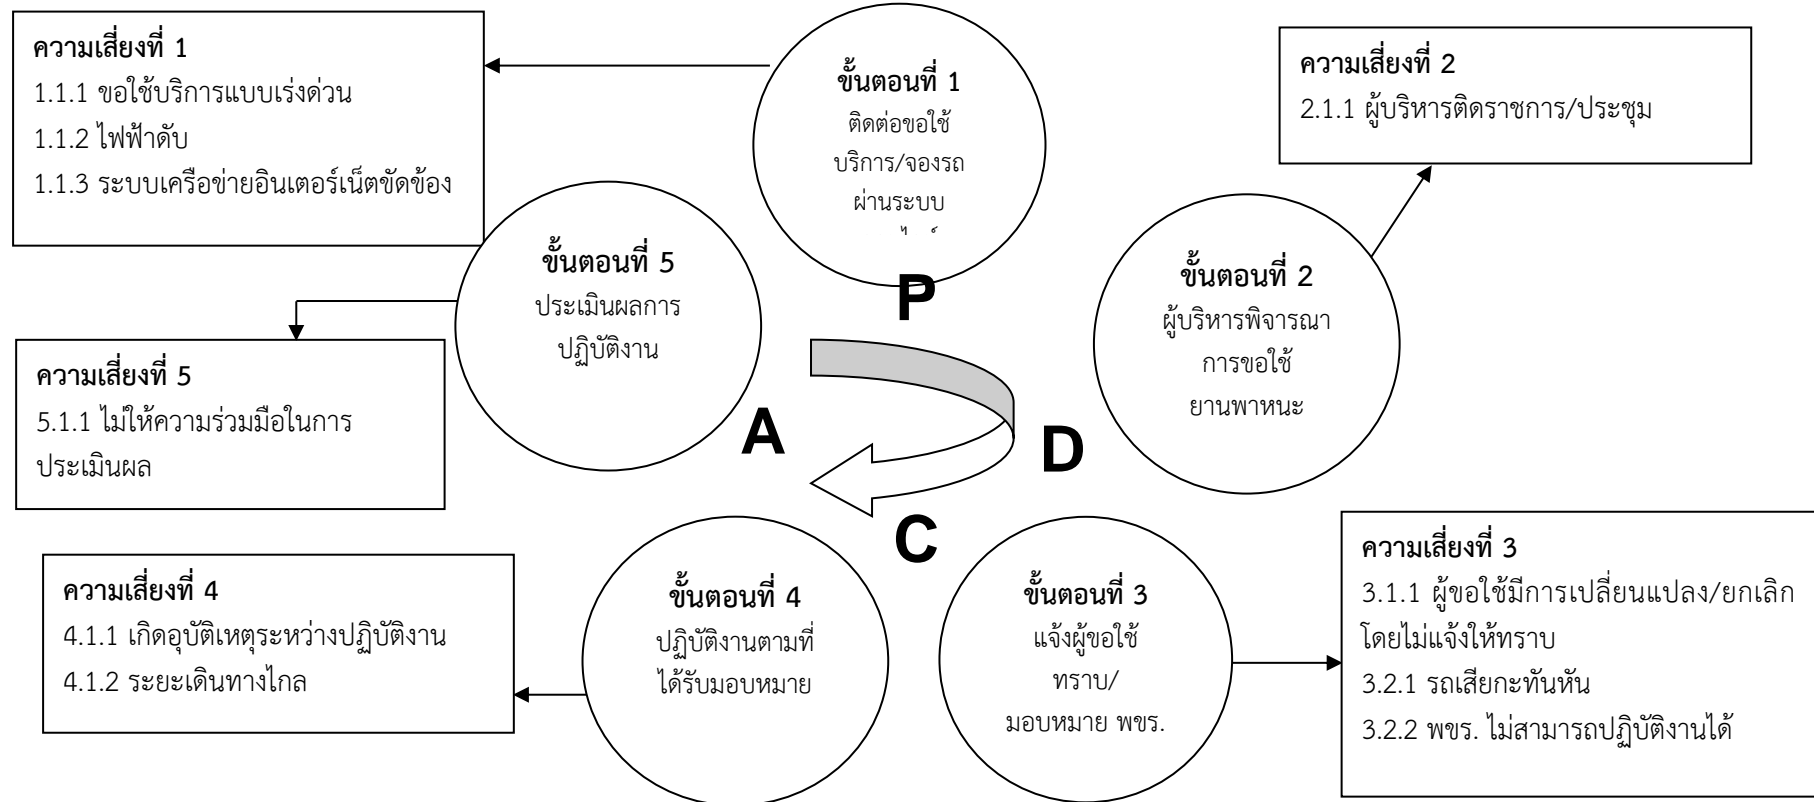 ความเสี่ยงที่ 1
1.1.1 ขอใช้บริการแบบเร่งด่วน
1.1.2 ไฟฟ้าดับ
1.1.3 ระบบเครือข่ายอินเตอร์เน็ตขัดข้อง
ขั้นตอนที่ 1
ติดต่อขอใช้
บริการ/จองรถ
ผ่านระบบ
ความเสี่ยงที่ 2
2.1.1 ผู้บริหารติดราชการ/ประชุม
ขั้นตอนที่ 5
ประเมินผลการ
ปฏิบัติงาน
P
ขั้นตอนที่ 2
ผู้บริหารพิจารณา
การขอใช้
ยานพาหนะ
ความเสี่ยงที่ 5
5.1.1 ไม่ให้ความร่วมมือในการ
ประเมินผล
A
D
C
ความเสี่ยงที่ 4
4.1.1 เกิดอุบัติเหตุระหว่างปฏิบัติงาน
4.1.2 ระยะเดินทางไกล
ขั้นตอนที่ 4
ปฏิบัติงานตามที่
ได้รับมอบหมาย
ขั้นตอนที่ 3
แจ้งผู้ขอใช้
ทราบ/
มอบหมาย พขร.
ความเสี่ยงที่ 3
3.1.1 ผู้ขอใช้มีการเปลี่ยนแปลง/ยกเลิก
โดยไม่แจ้งให้ทราบ
3.2.1 รถเสียกะทันหัน
3.2.2 พขร. ไม่สามารถปฏิบัติงานได้